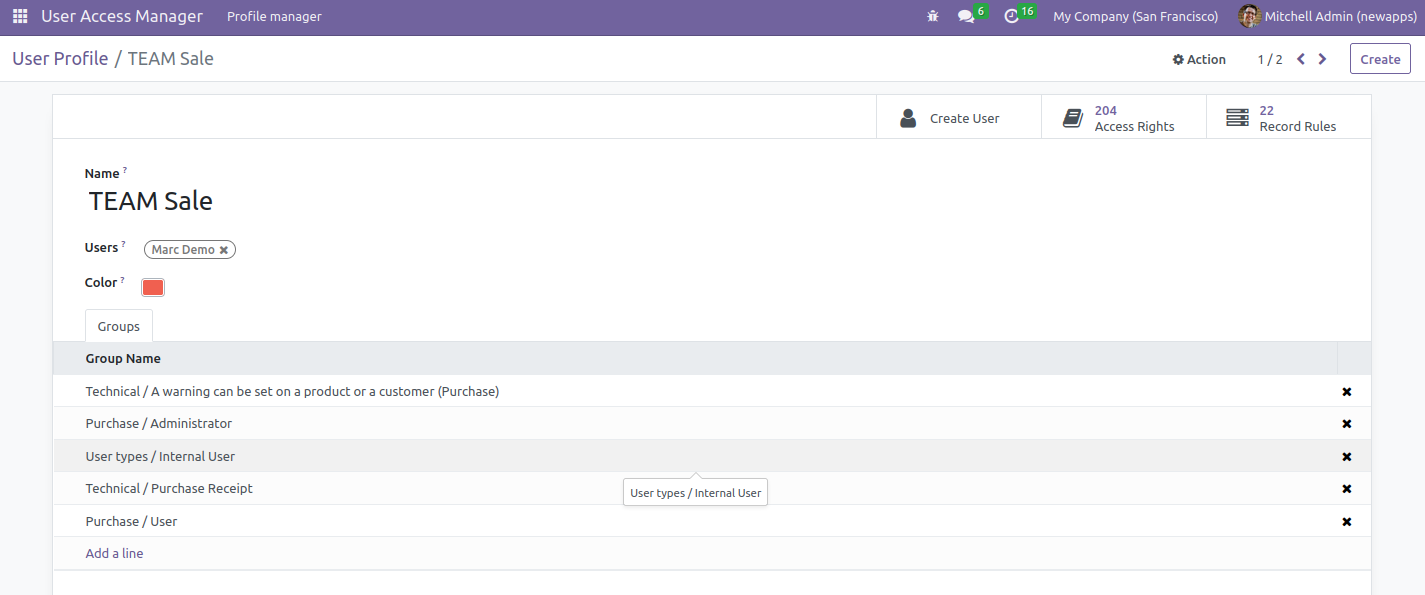 User Access Manager Profile manager 6 16 My Company (San Francisco) Mitchell Admin (newapps)
User Profile / TEAM Sale Action 1 / 2 Create
Create User
204
Access Rights
22
Record Rules
Name ?
TEAM Sale
Users ? Marc Demo ✖
Color ?
Groups
Group Name
Technical / A warning can be set on a product or a customer (Purchase) ✖
Purchase / Administrator ✖
User types / Internal User ✖
Technical / Purchase Receipt ✖
User types / Internal User
Purchase / User ✖
Add a line